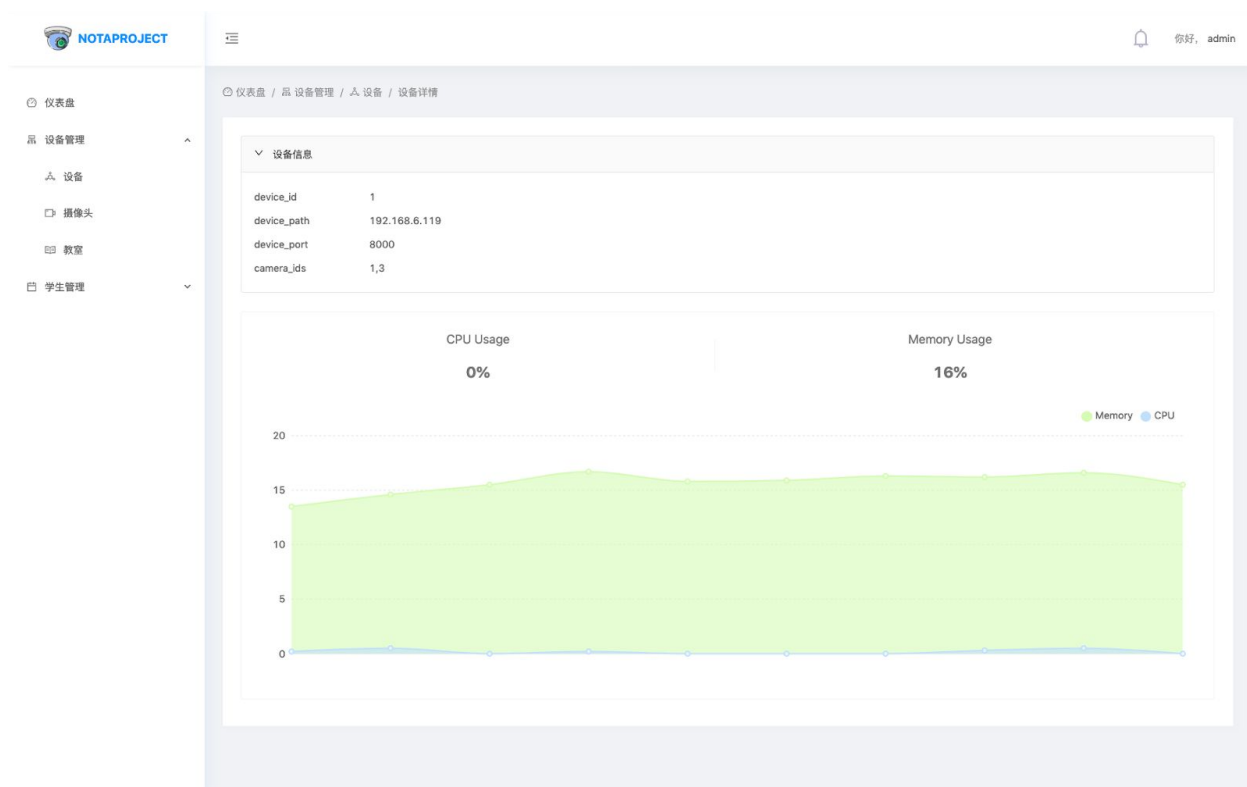 NOTAPROJECT
你好, admin
仪表盘
设备管理
设备
摄像头
教室
学生管理
仪表盘 / 设备管理 / 设备 / 设备详情
设备信息
device_id 1
device_path 192.168.6.119
device_port 8000
camera_ids 1,3
CPU Usage Memory Usage
0% 16%
Memory CPU
20
15
10
5
0